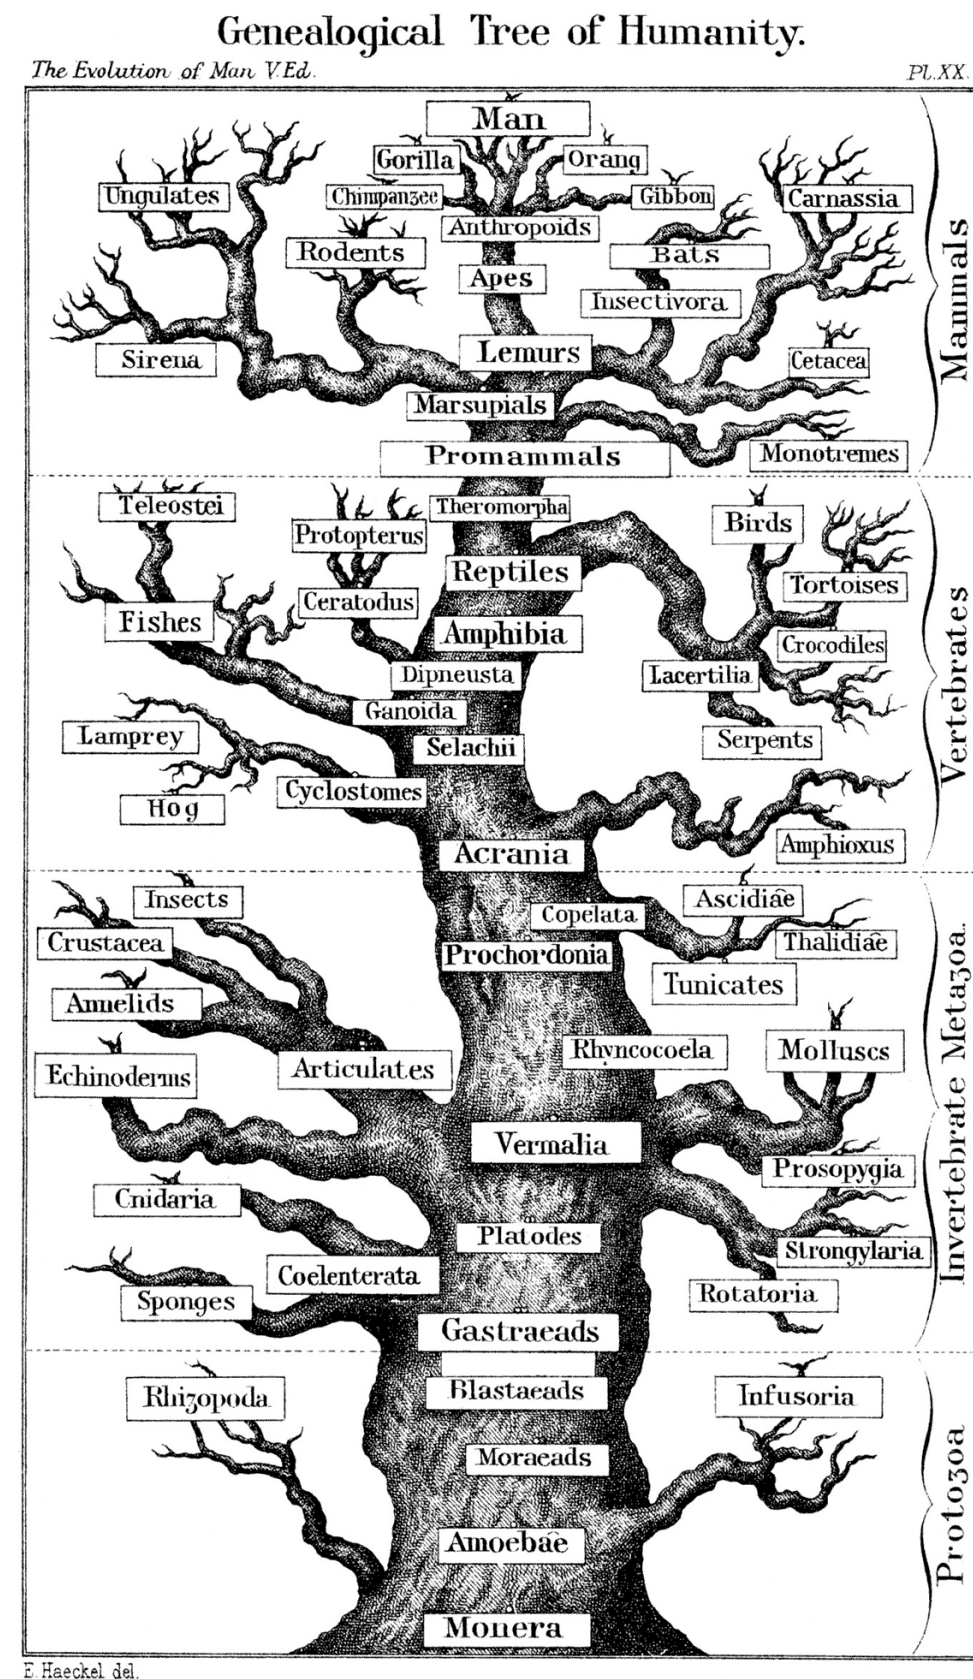 Genealogical Tree of Humanity.
The Evolution of Man V.Ed.
Pl.XX.
Man
Gorilla
Orang
Ungulates
Chimpanzee
Gibbon
Carnassia
Anthropoids
Rodents
Bats
Apes
Insectivora
Sirena
Lemurs
Cetacea
Marsupials
Promammals
Monotremes
Mammals
Teleostei
Theromorpha
Protopterus
Birds
Reptiles
Tortoises
Ceratodus
Fishes
Amphibia
Crocodiles
Dipneusta
Lacertilia
Ganoida
Lamprey
Selachii
Serpents
Cyclostomes
Hog
Acrania
Amphioxus
Vertebrates
Insects
Ascidiae
Copelata
Crustacea
Prochordonia
Thalidiae
Tunicates
Annelids
Rhyncocoela
Molluscs
Echinoderms
Articulates
Vermalia
Prosopygia
Cnidaria
Platodes
Strongylaria
Coelenterata
Rotatoria
Sponges
Gastraeads
Invertebrate Metazoa.
Blastaeads
Rhizopoda
Infusoria
Moraeads
Amoebae
Monera
Protozoa
E. Haeckel del.